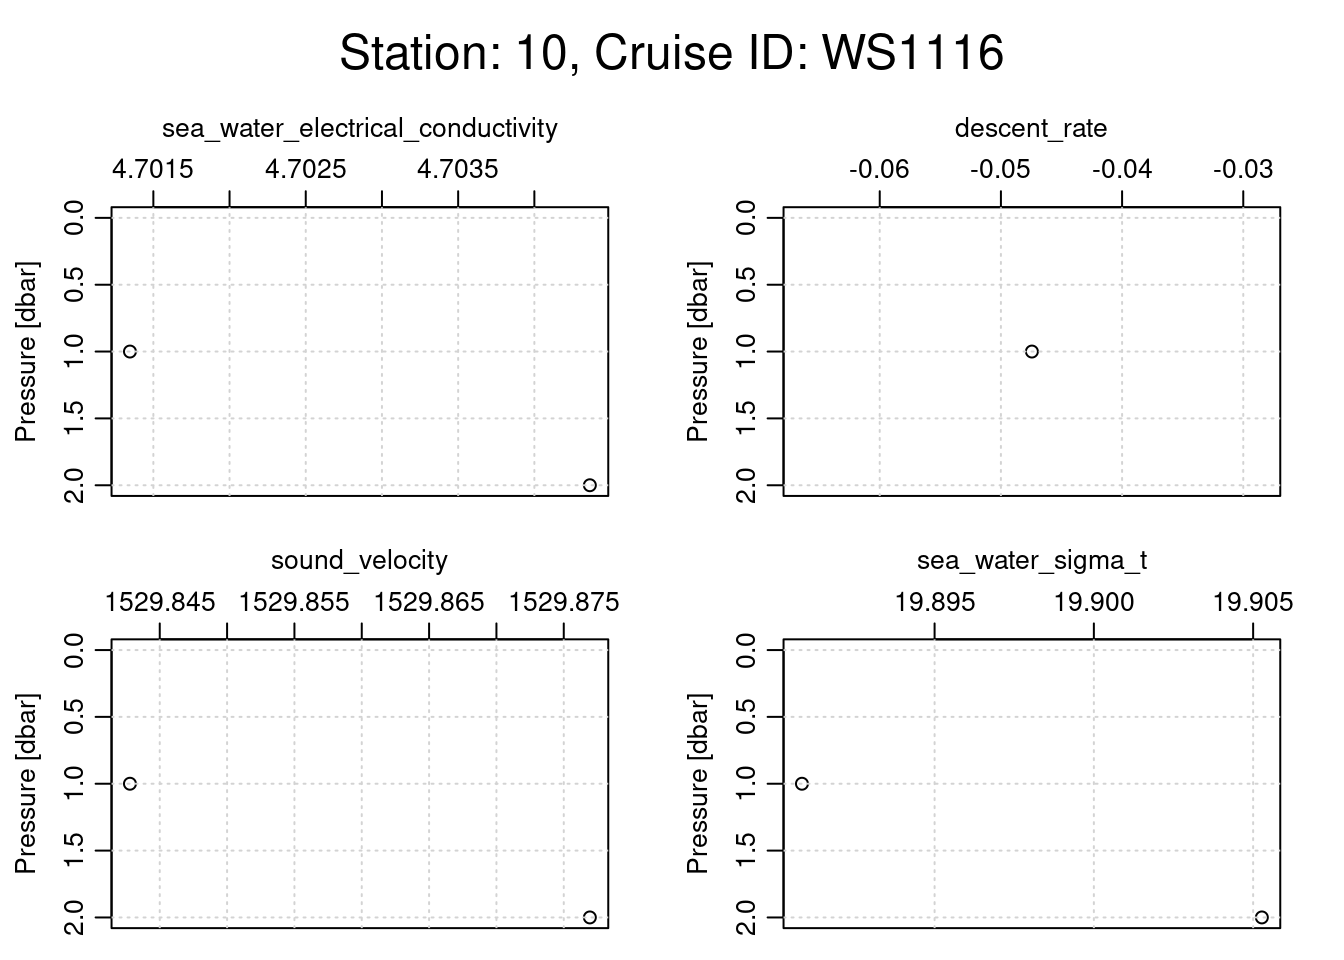 Station: 10, Cruise ID: WS1116
sea_water_electrical_conductivity
4.7015 4.7025 4.7035
Pressure [dbar]
0.0
0.5
1.0
1.5
2.0
descent_rate
-0.06 -0.05 -0.04 -0.03
Pressure [dbar]
0.0
0.5
1.0
1.5
2.0
sound_velocity
1529.845 1529.855 1529.865 1529.875
Pressure [dbar]
0.0
0.5
1.0
1.5
2.0
sea_water_sigma_t
19.895 19.900 19.905
Pressure [dbar]
0.0
0.5
1.0
1.5
2.0